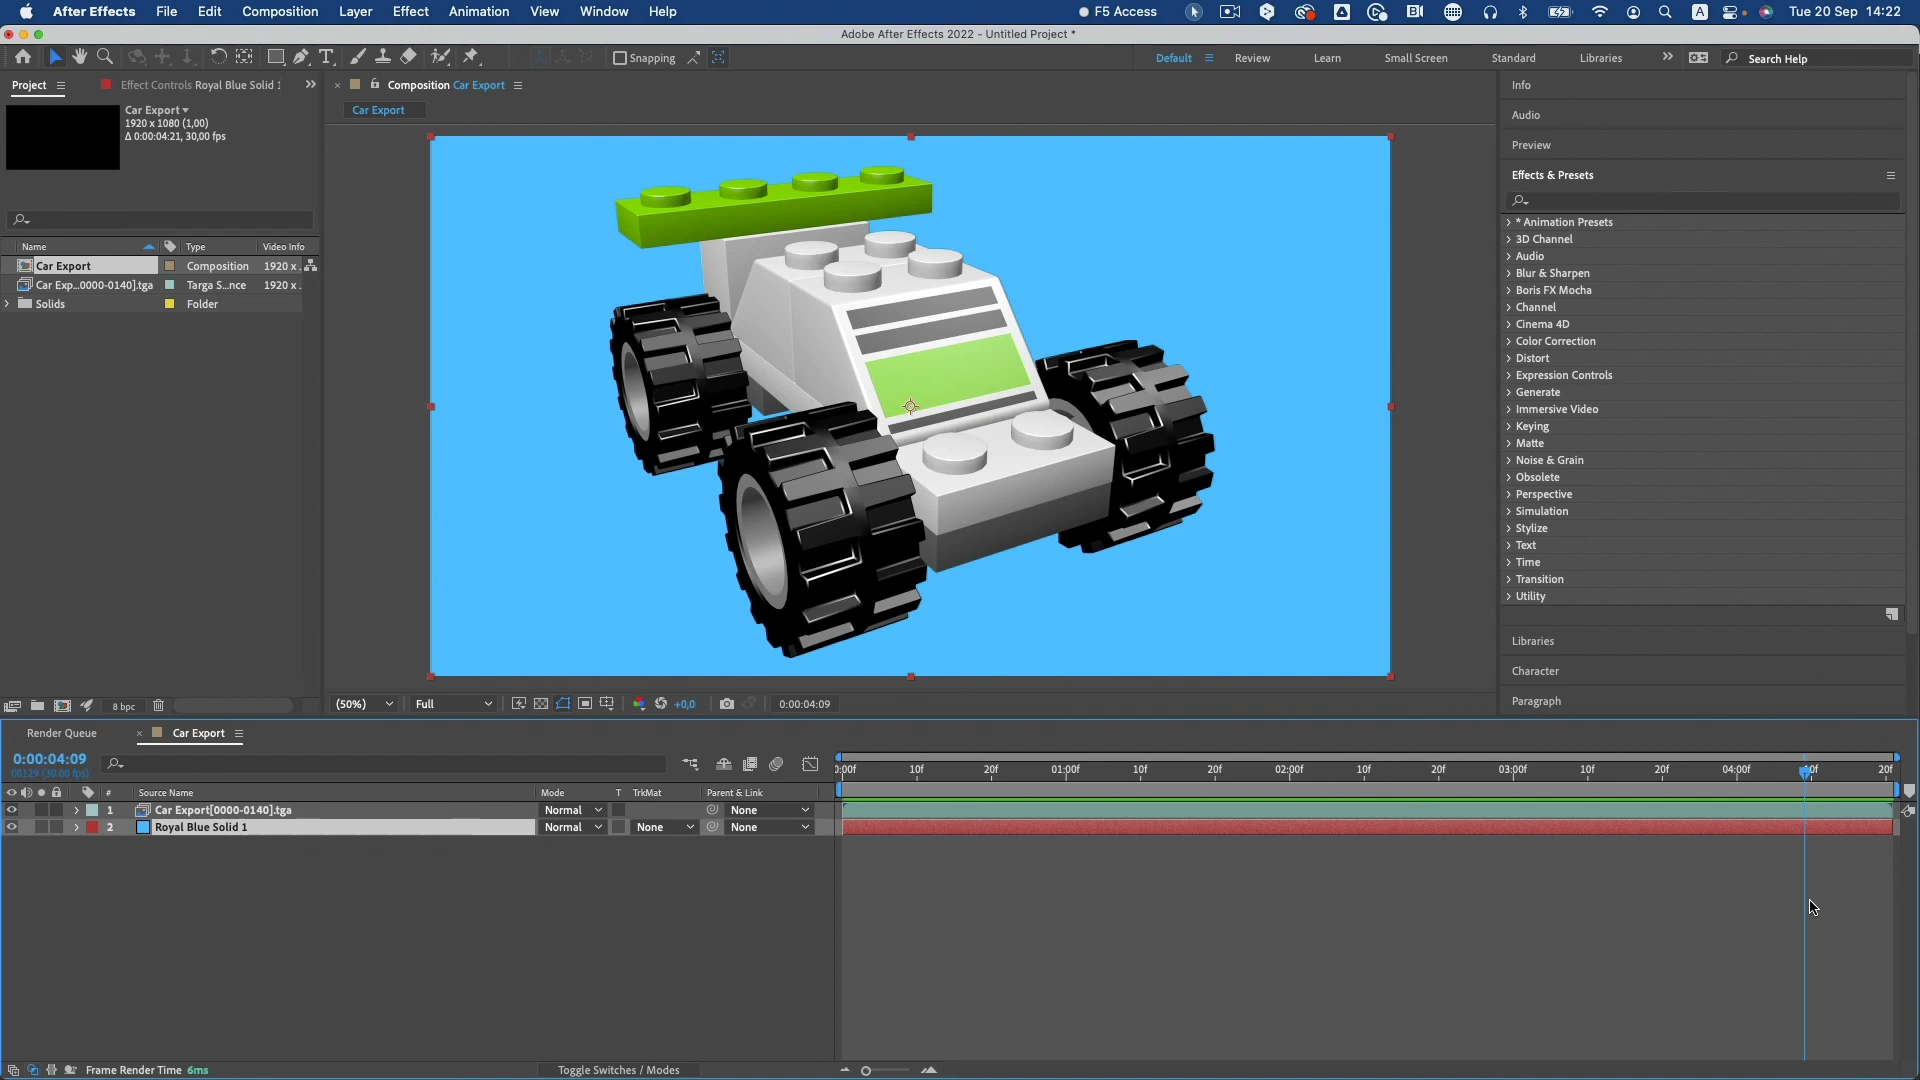 After Effects File Edit Composition Layer Effect Animation View Window Help F5 Access A Tue 20 Sep 14:22
Adobe After Effects 2022 - Untitled Project *
Snapping Default Review Learn Small Screen Standard Libraries Search Help
Project Effect Controls Royal Blue Solid 1 Composition Car Export
Car Export
1920 x 1080 (1,00)
Δ 0:00:04:21, 30,00 fps
Car Export
Name Type Video Info
Car Export Composition 1920 x
Car Exp...0000-0140].tga Targa S...nce 1920 x
Solids Folder
8 bpc
(50%) Full +0,0 0:00:04:09
Info
Audio
Preview
Effects & Presets
* Animation Presets
3D Channel
Audio
Blur & Sharpen
Boris FX Mocha
Channel
Cinema 4D
Color Correction
Distort
Expression Controls
Generate
Immersive Video
Keying
Matte
Noise & Grain
Obsolete
Perspective
Simulation
Stylize
Text
Time
Transition
Utility
Libraries
Character
Paragraph
Render Queue Car Export
0:00:04:09
00129 (30.00 fps)
0:00f 10f 20f 01:00f 10f 20f 02:00f 10f 20f 03:00f 10f 20f 04:00f 20f
# Source Name Mode T TrkMat Parent & Link
1 Car Export[0000-0140].tga Normal None
2 Royal Blue Solid 1 Normal None None
Frame Render Time 6ms Toggle Switches / Modes